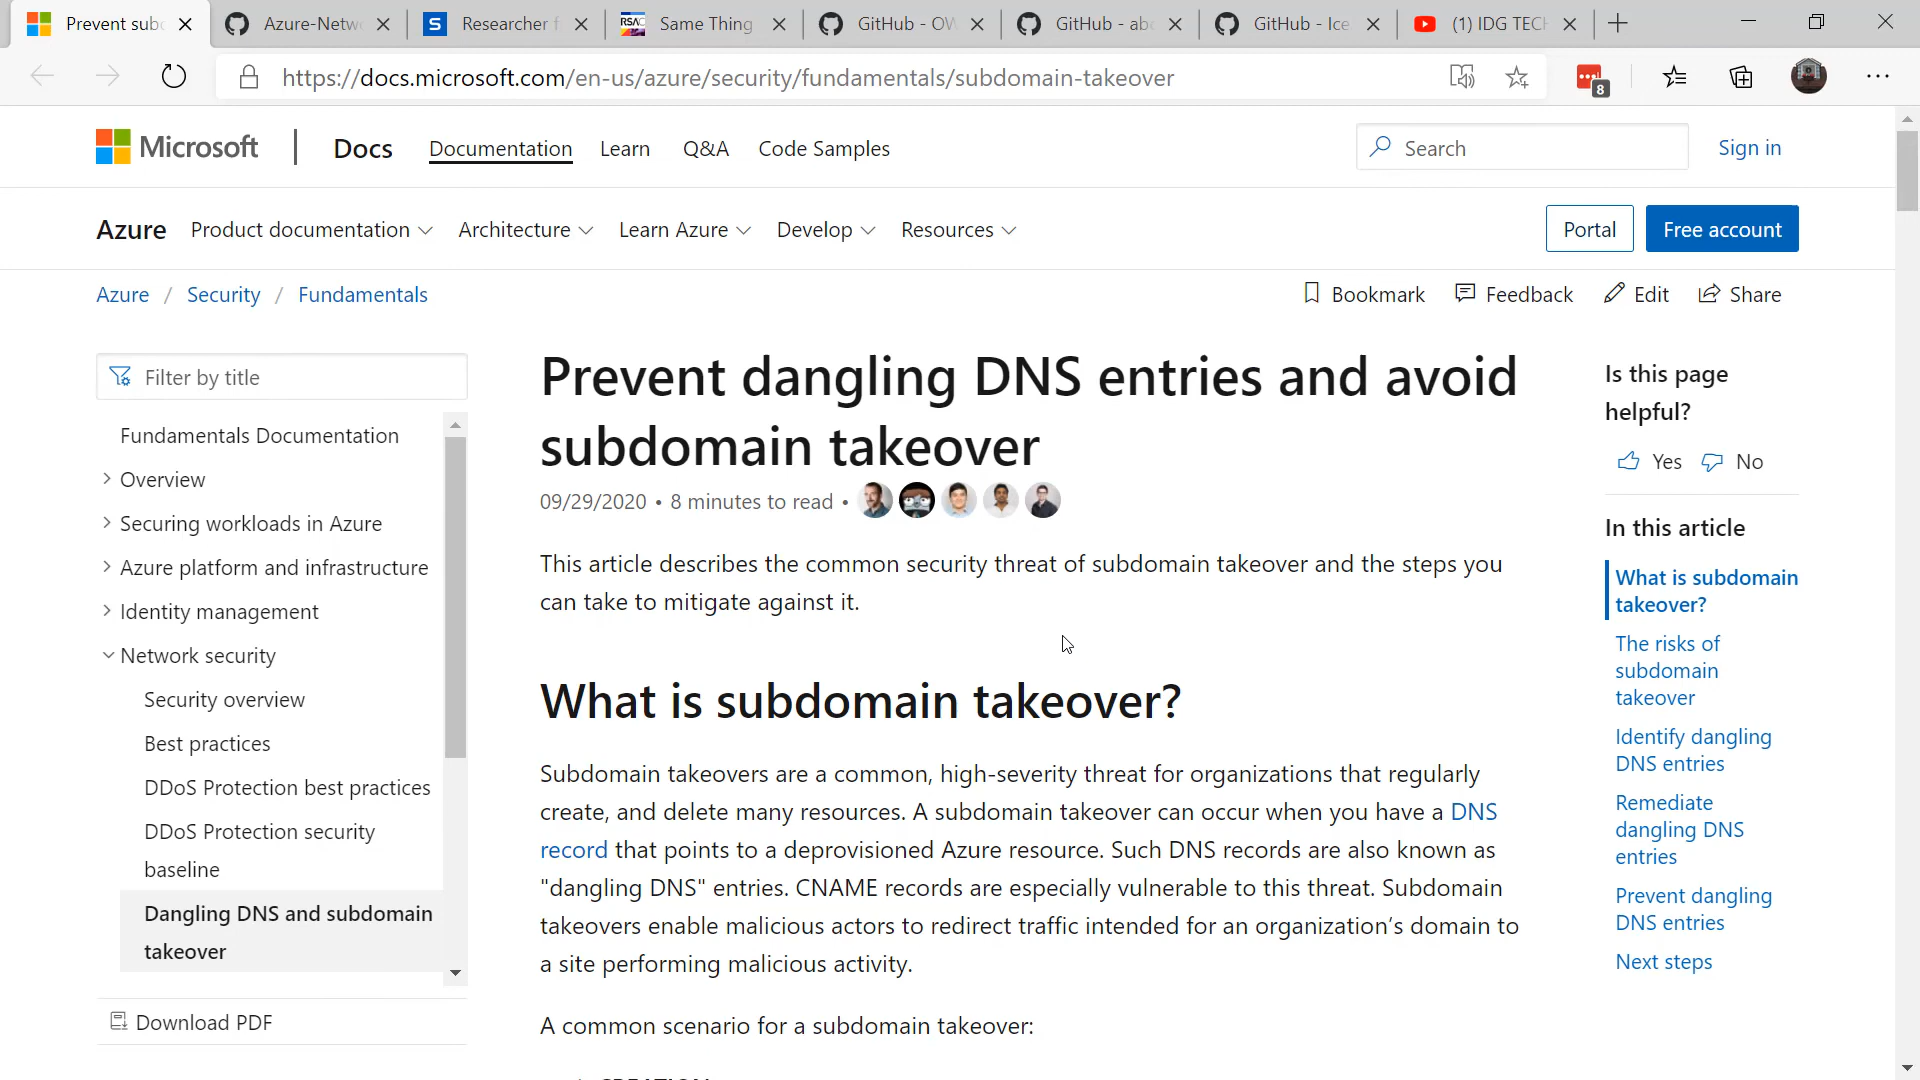 Prevent subd
Azure-Netwo
Researcher f
RSAC
Same Thing
GitHub - OW
GitHub - abo
GitHub - Ice
(1) IDG TECH
https://docs.microsoft.com/en-us/azure/security/fundamentals/subdomain-takeover
8
Microsoft
Docs
Documentation
Learn
Q&A
Code Samples
Search
Sign in
Azure
Product documentation
Architecture
Learn Azure
Develop
Resources
Portal
Free account
Azure / Security / Fundamentals
Bookmark
Feedback
Edit
Share
Filter by title
Fundamentals Documentation
Overview
Securing workloads in Azure
Azure platform and infrastructure
Identity management
Network security
Security overview
Best practices
DDoS Protection best practices
DDoS Protection security
baseline
Dangling DNS and subdomain
takeover
Download PDF
Prevent dangling DNS entries and avoid
subdomain takeover
09/29/2020 • 8 minutes to read •
This article describes the common security threat of subdomain takeover and the steps you
can take to mitigate against it.
What is subdomain takeover?
Subdomain takeovers are a common, high-severity threat for organizations that regularly
create, and delete many resources. A subdomain takeover can occur when you have a DNS
record that points to a deprovisioned Azure resource. Such DNS records are also known as
"dangling DNS" entries. CNAME records are especially vulnerable to this threat. Subdomain
takeovers enable malicious actors to redirect traffic intended for an organization’s domain to
a site performing malicious activity.
A common scenario for a subdomain takeover:
CREATION
Is this page
helpful?
Yes
No
In this article
What is subdomain
takeover?
The risks of
subdomain
takeover
Identify dangling
DNS entries
Remediate
dangling DNS
entries
Prevent dangling
DNS entries
Next steps